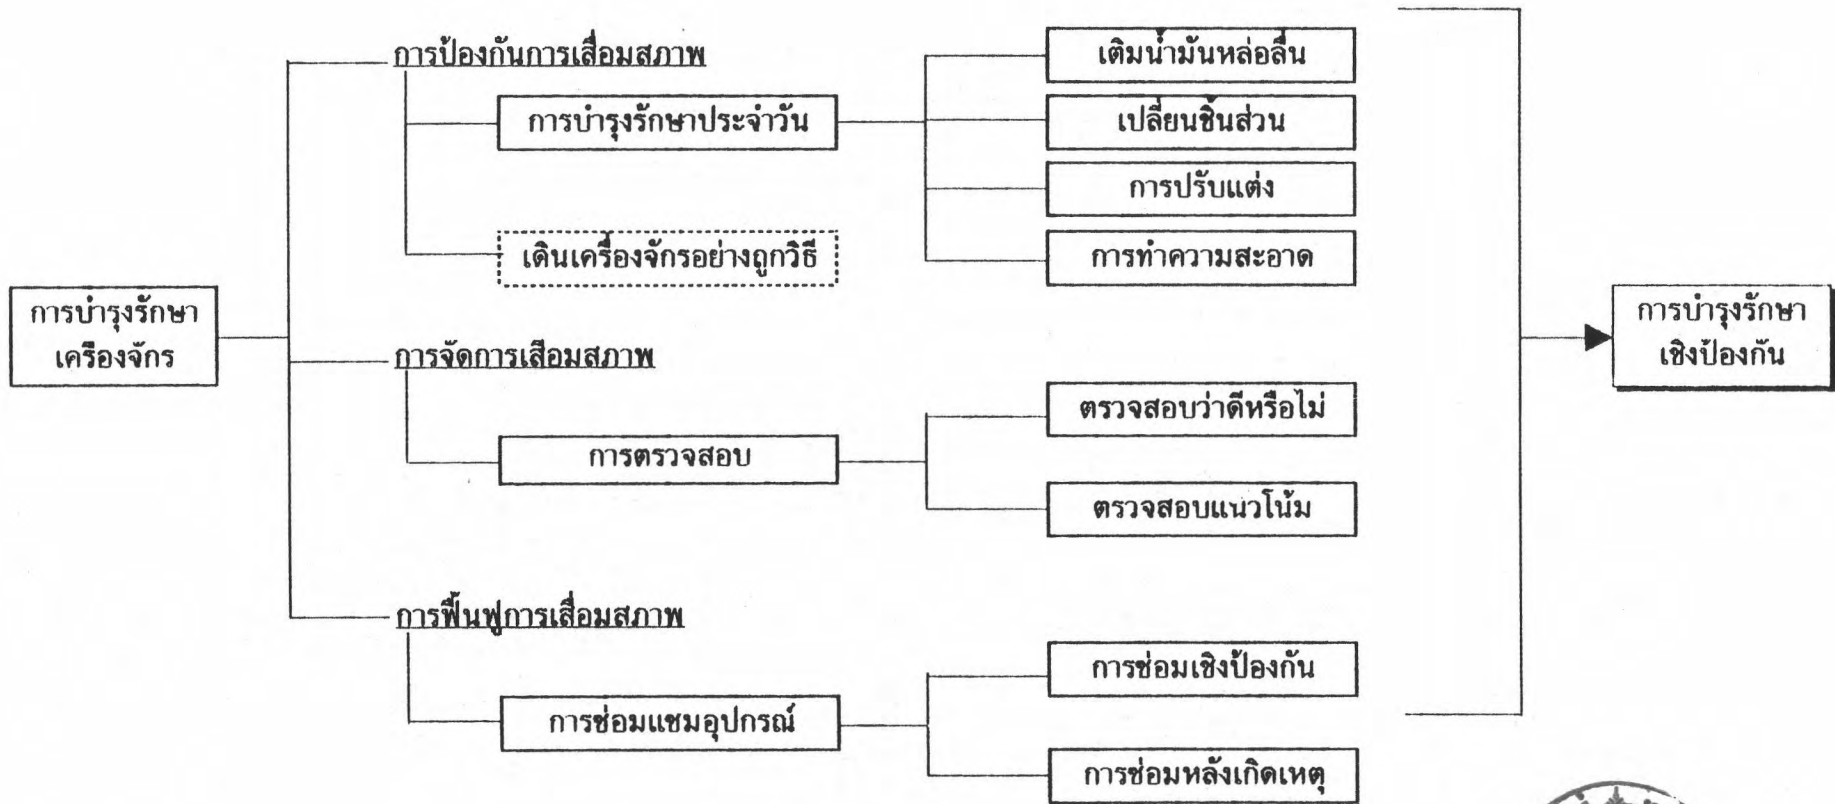 การป้องกันการเสื่อมสภาพ
เติมน้ำมันหล่อลื่น
การบำรุงรักษาประจำวัน
เปลี่ยนชิ้นส่วน
การปรับแต่ง
เดินเครื่องจักรอย่างถูกวิธี
การทำความสะอาด
การบำรุงรักษา
เครื่องจักร
การบำรุงรักษา
เชิงป้องกัน
การจัดการเสื่อมสภาพ
ตรวจสอบว่าดีหรือไม่
การตรวจสอบ
ตรวจสอบแนวโน้ม
การฟื้นฟูการเสื่อมสภาพ
การซ่อมเชิงป้องกัน
การซ่อมแซมอุปกรณ์
การซ่อมหลังเกิดเหตุ